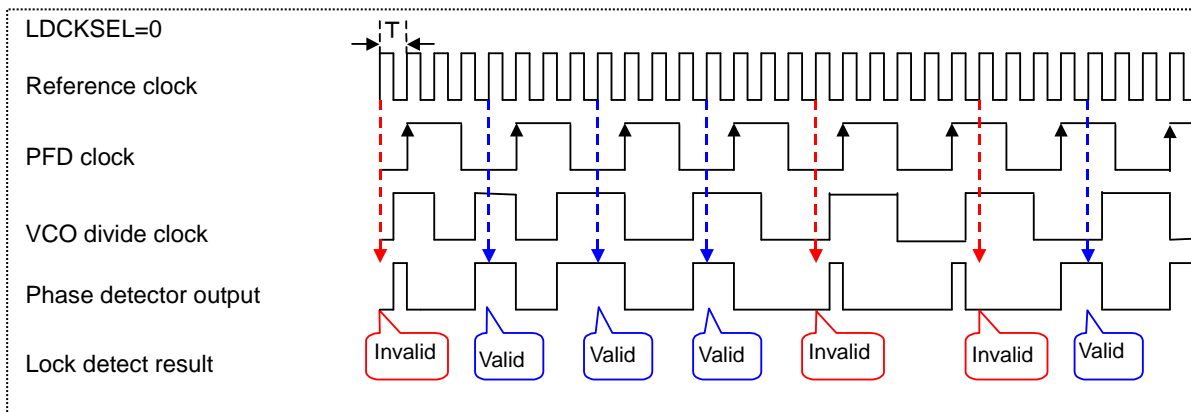 LDCKSEL=0
T
Reference clock
PFD clock
VCO divide clock
Phase detector output
Lock detect result
Invalid
Valid
Valid
Valid
Invalid
Invalid
Valid